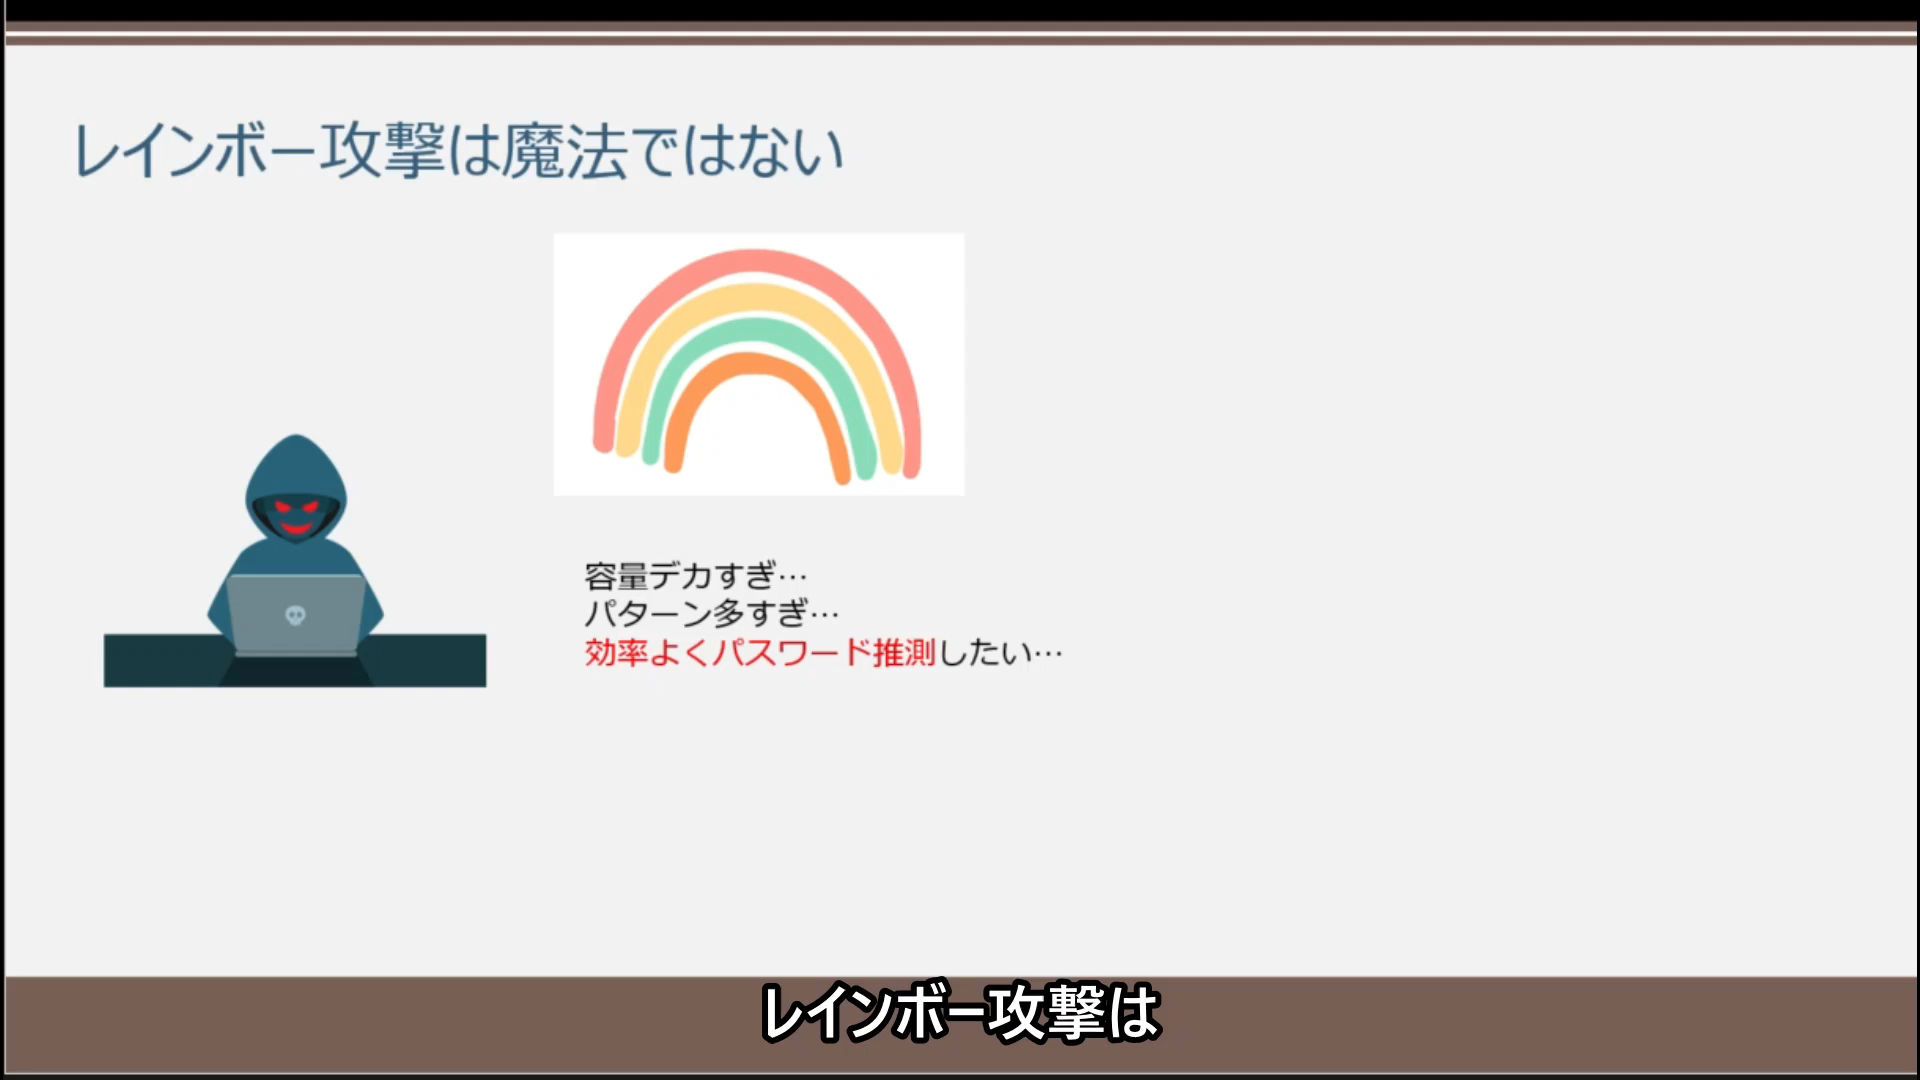 レインボー攻撃は魔法ではない
容量デカすぎ…
パターン多すぎ…
効率よくパスワード推測したい…
レインボー攻撃は